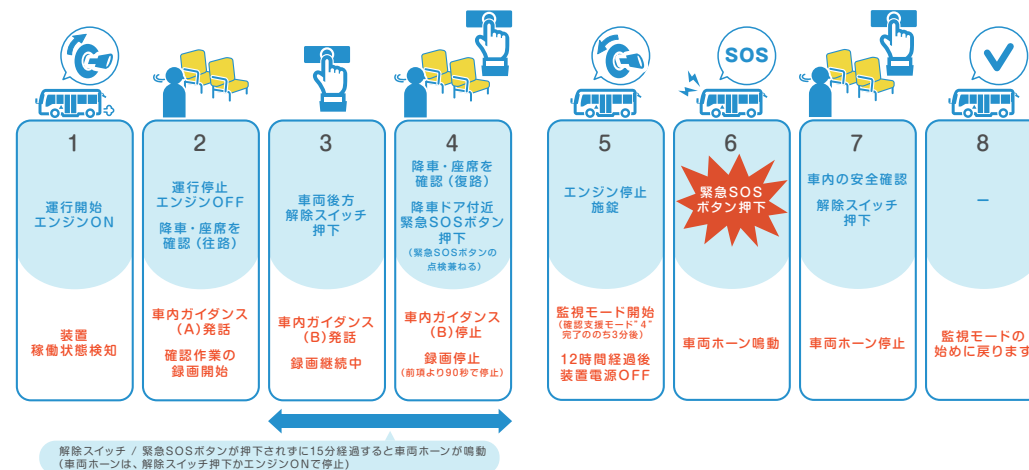 1
運行開始
エンジンON
装置
稼働状態検知
2
運行停止
エンジンOFF
降車・座席を
確認（往路）
車内ガイダンス
（A）発話
確認作業の
録画開始
3
車両後方
解除スイッチ
押下
車内ガイダンス
（B）発話
録画継続中
4
降車・座席を
確認（復路）
降車ドア付近
緊急SOSボタン
押下
（緊急SOSボタンの
点検兼ねる）
車内ガイダンス
（B）停止
録画停止
（前項より90秒で停止）
解除スイッチ / 緊急SOSボタンが押下されずに15分経過すると車両ホーンが鳴動
（車両ホーンは、解除スイッチ押下かエンジンONで停止）
5
エンジン停止
施錠
監視モード開始
（確認支援モード"4"
完了ののち3分後）
12時間経過後
装置電源OFF
SOS
6
緊急SOS
ボタン押下
車両ホーン鳴動
7
車内の安全確認
解除スイッチ
押下
車両ホーン停止
8
–
監視モードの
始めに戻ります